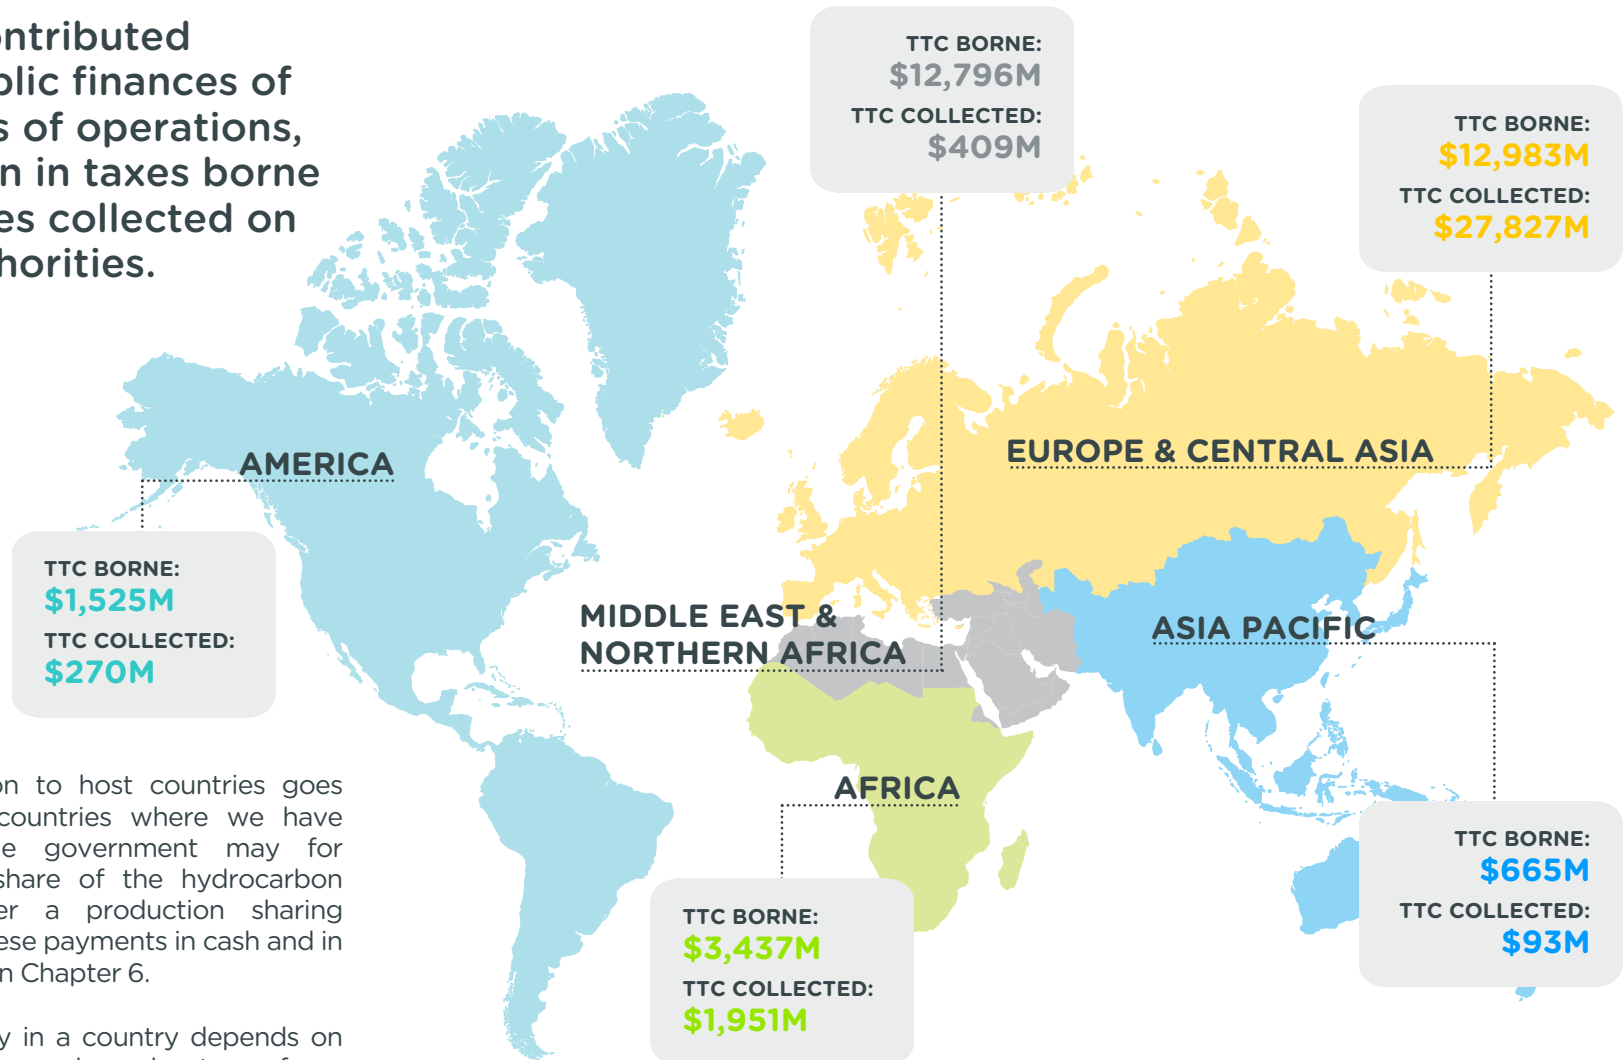 ontributed
blic finances of
s of operations,
n in taxes borne
es collected on
horities.
TTC BORNE:
$12,796M
TTC COLLECTED:
$409M
TTC BORNE:
$12,983M
TTC COLLECTED:
$27,827M
AMERICA
EUROPE & CENTRAL ASIA
TTC BORNE:
$1,525M
TTC COLLECTED:
$270M
MIDDLE EAST &
NORTHERN AFRICA
ASIA PACIFIC
AFRICA
on to host countries goes
countries where we have
e government may for
share of the hydrocarbon
er a production sharing
ese payments in cash and in
n Chapter 6.
TTC BORNE:
$3,437M
TTC COLLECTED:
$1,951M
TTC BORNE:
$665M
TTC COLLECTED:
$93M
y in a country depends on